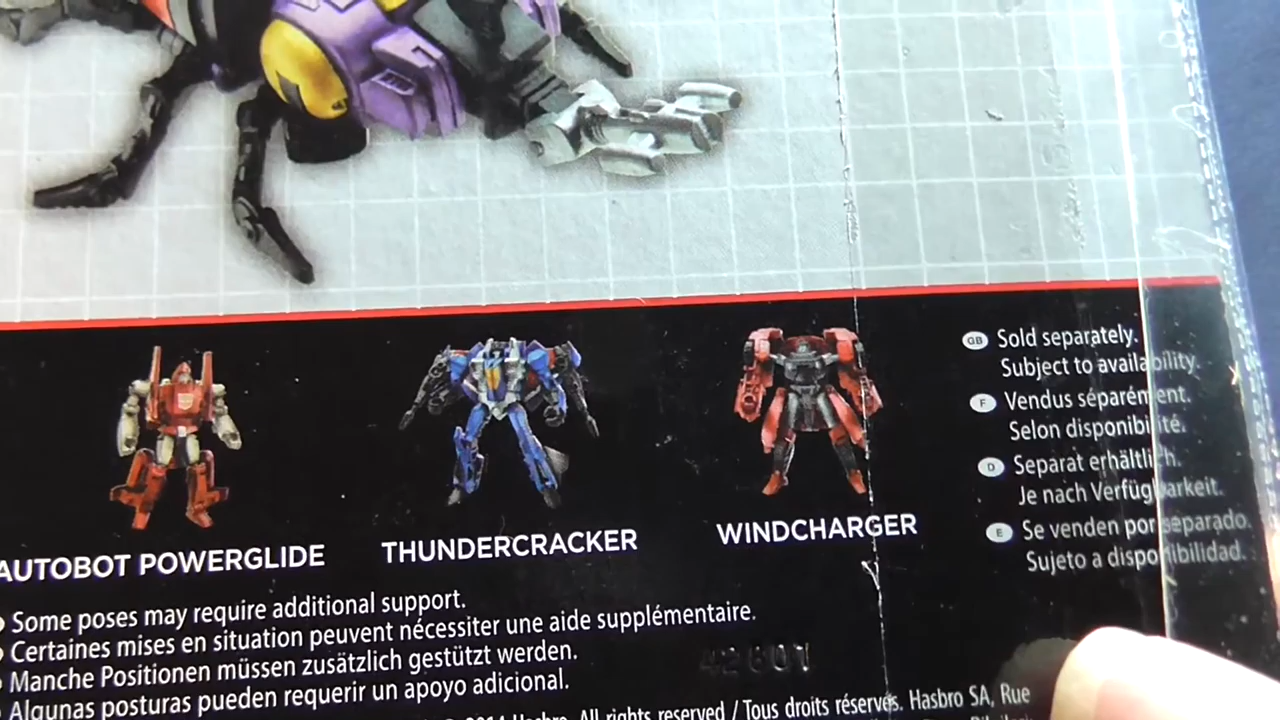 AUTOBOT POWERGLIDE
THUNDERCRACKER
WINDCHARGER
GB Sold separately.
Subject to availability.
F Vendus séparément.
Selon disponibilité.
D Separat erhältlich.
Je nach Verfügbarkeit.
E Se venden por separado.
Sujeto a disponibilidad.
Some poses may require additional support.
Certaines mises en situation peuvent nécessiter une aide supplémentaire.
Manche Positionen müssen zusätzlich gestützt werden.
Algunas posturas pueden requerir un apoyo adicional.
42801
© 2014 Hasbro. All rights reserved / Tous droits réservés. Hasbro SA, Rue